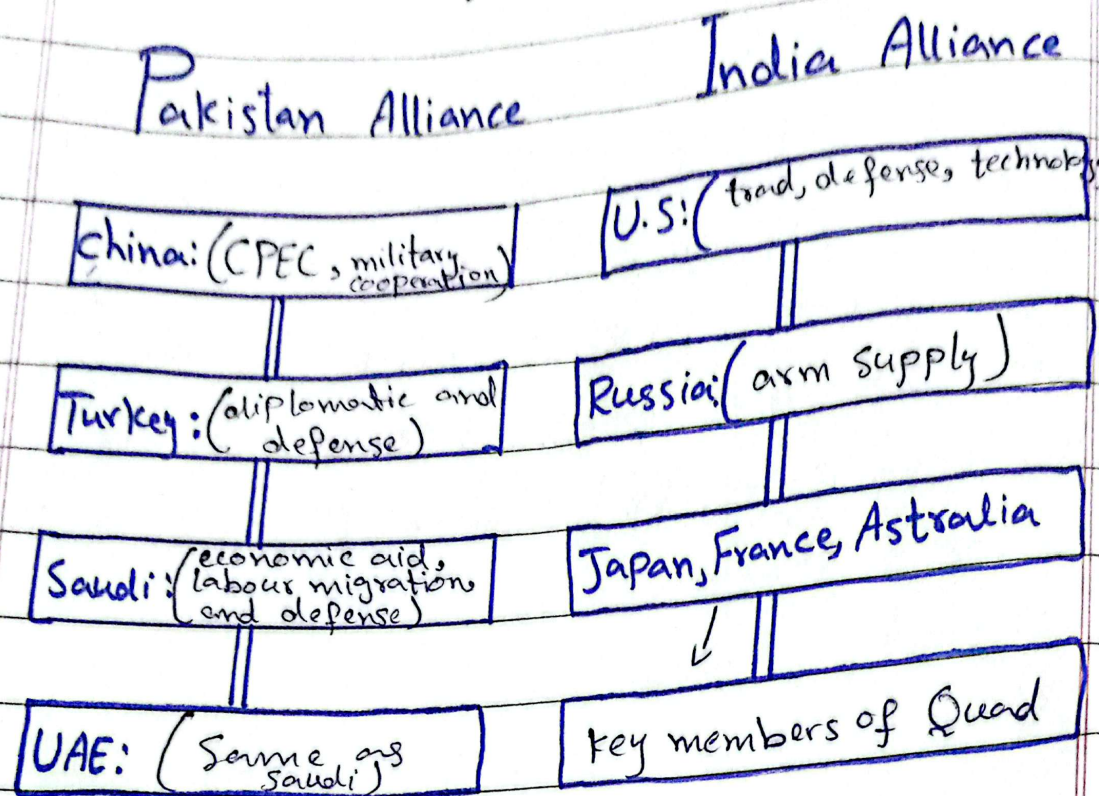 Pakistan Alliance
China: (CPEC, military
cooperation)
Turkey: (diplomatic and
defense)
Saudi: (economic aid,
labour migration,
and defense)
UAE: (Same as
saudi)
India Alliance
U.S: (trad, defense, technology
Russia: (arm supply)
Japan, France, Astralia
key members of Quad